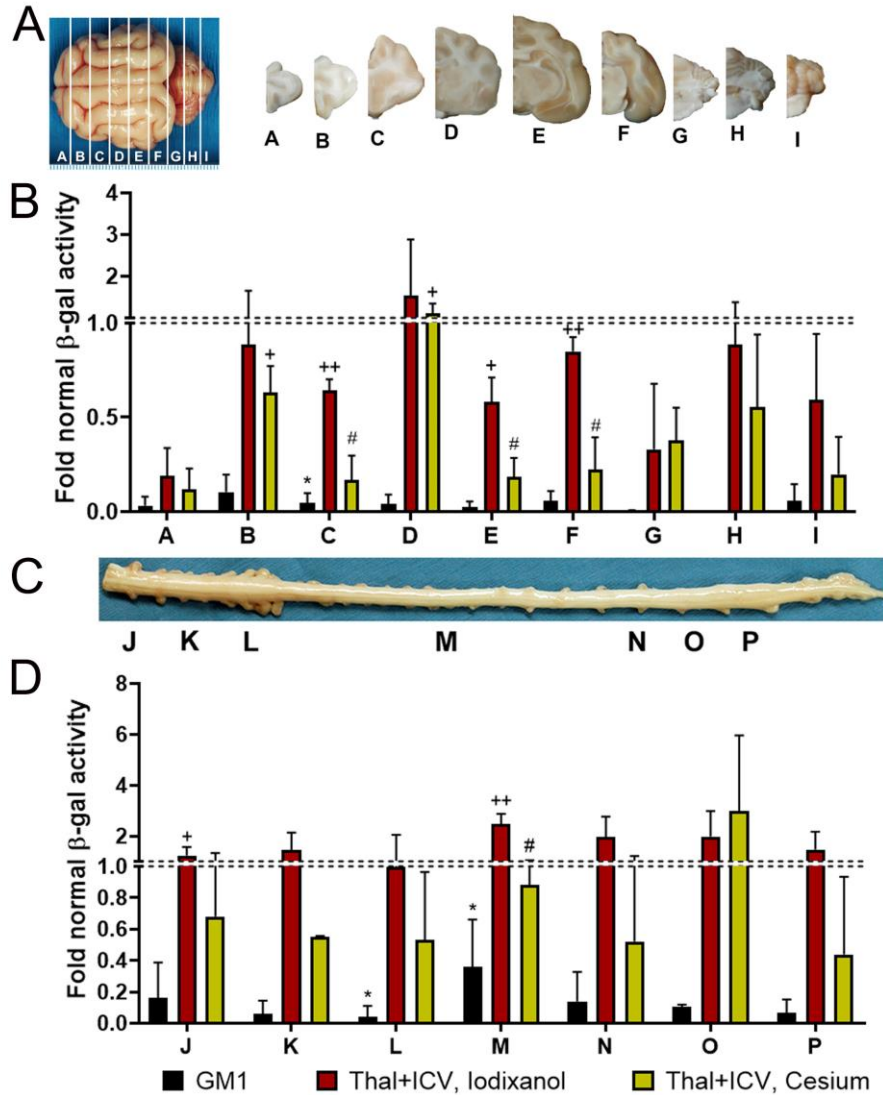 A
A B C D E F G H I
A B C D E F G H I
B
Fold normal β-gal activity
4
3
2
1.0
0.5
0.0
+ ++ + + ++
* # # #
A B C D E F G H I
C
J K L M N O P
D
Fold normal β-gal activity
8
6
4
2
1.0
0.8
0.6
0.4
0.2
0.0
+ ++
* * #
J K L M N O P
GM1 Thal+ICV, Iodixanol Thal+ICV, Cesium